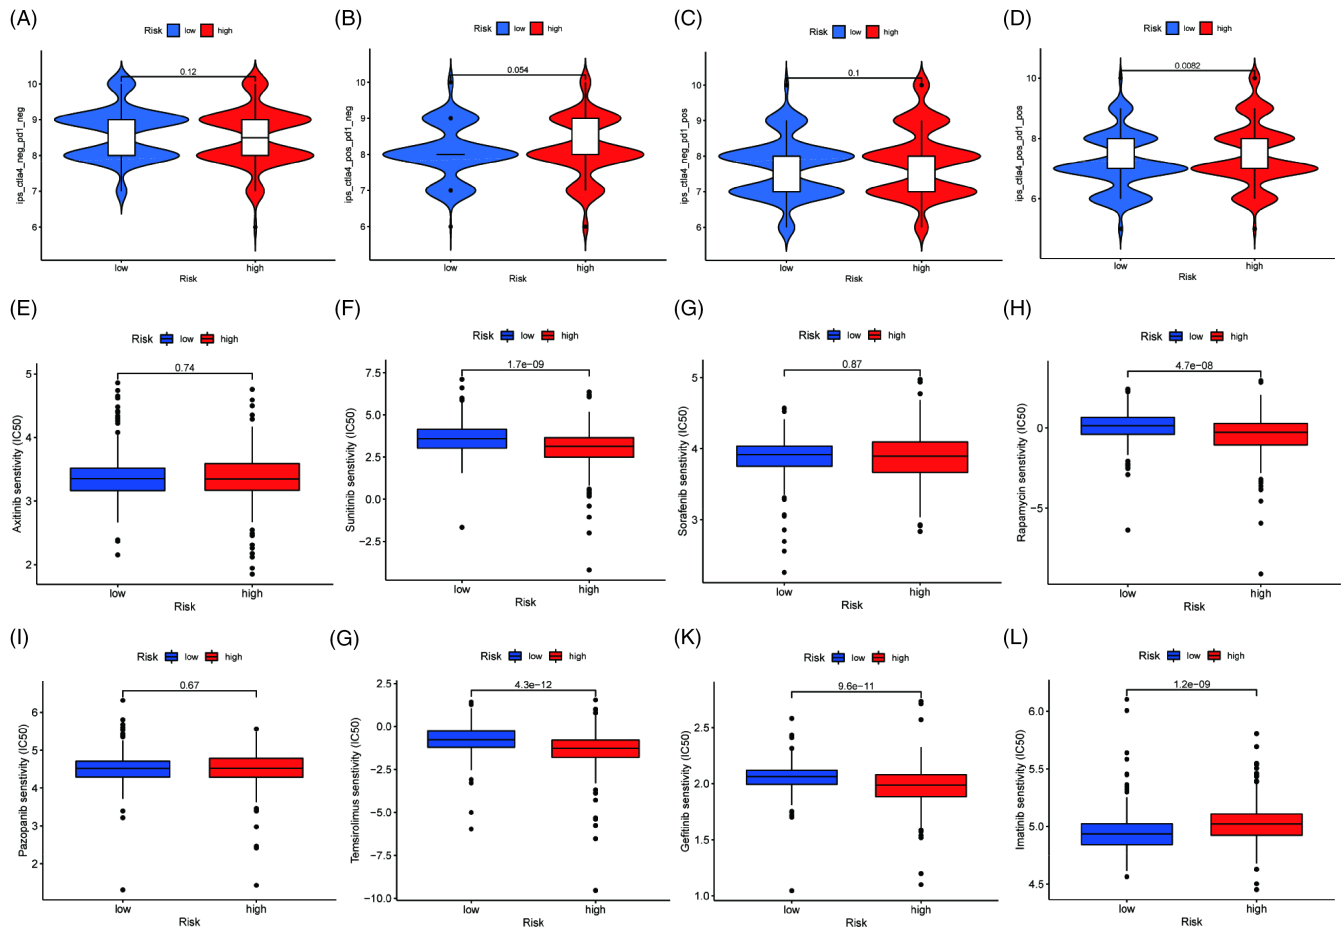 (A)
Risk low high
0.12
ips_ctla4_neg_pd1_neg
10
9
8
7
6
low high
Risk
(B)
Risk low high
0.054
ips_ctla4_pos_pd1_neg
10
9
8
7
6
low high
Risk
(C)
Risk low high
0.1
ips_ctla4_neg_pd1_pos
10
9
8
7
6
low high
Risk
(D)
Risk low high
0.0082
ips_ctla4_pos_pd1_pos
10
8
6
low high
Risk
(E)
Risk low high
0.74
Axitinib senstivity (IC50)
5
4
3
2
low high
Risk
(F)
Risk low high
1.7e−09
Sunitinib senstivity (IC50)
7.5
5.0
2.5
0.0
−2.5
low high
Risk
(G)
Risk low high
0.87
Sorafenib senstivity (IC50)
5
4
3
low high
Risk
(H)
Risk low high
4.7e−08
Rapamycin senstivity (IC50)
0
−5
low high
Risk
(I)
Risk low high
0.67
Pazopanib senstivity (IC50)
6
5
4
3
2
low high
Risk
(G)
Risk low high
4.3e−12
Temsirolimus senstivity (IC50)
2.5
0.0
−2.5
−5.0
−7.5
−10.0
low high
Risk
(K)
Risk low high
9.6e−11
Gefitinib senstivity (IC50)
2.5
2.0
1.5
1.0
low high
Risk
(L)
Risk low high
1.2e−09
Imatinib senstivity (IC50)
6.0
5.5
5.0
4.5
low high
Risk